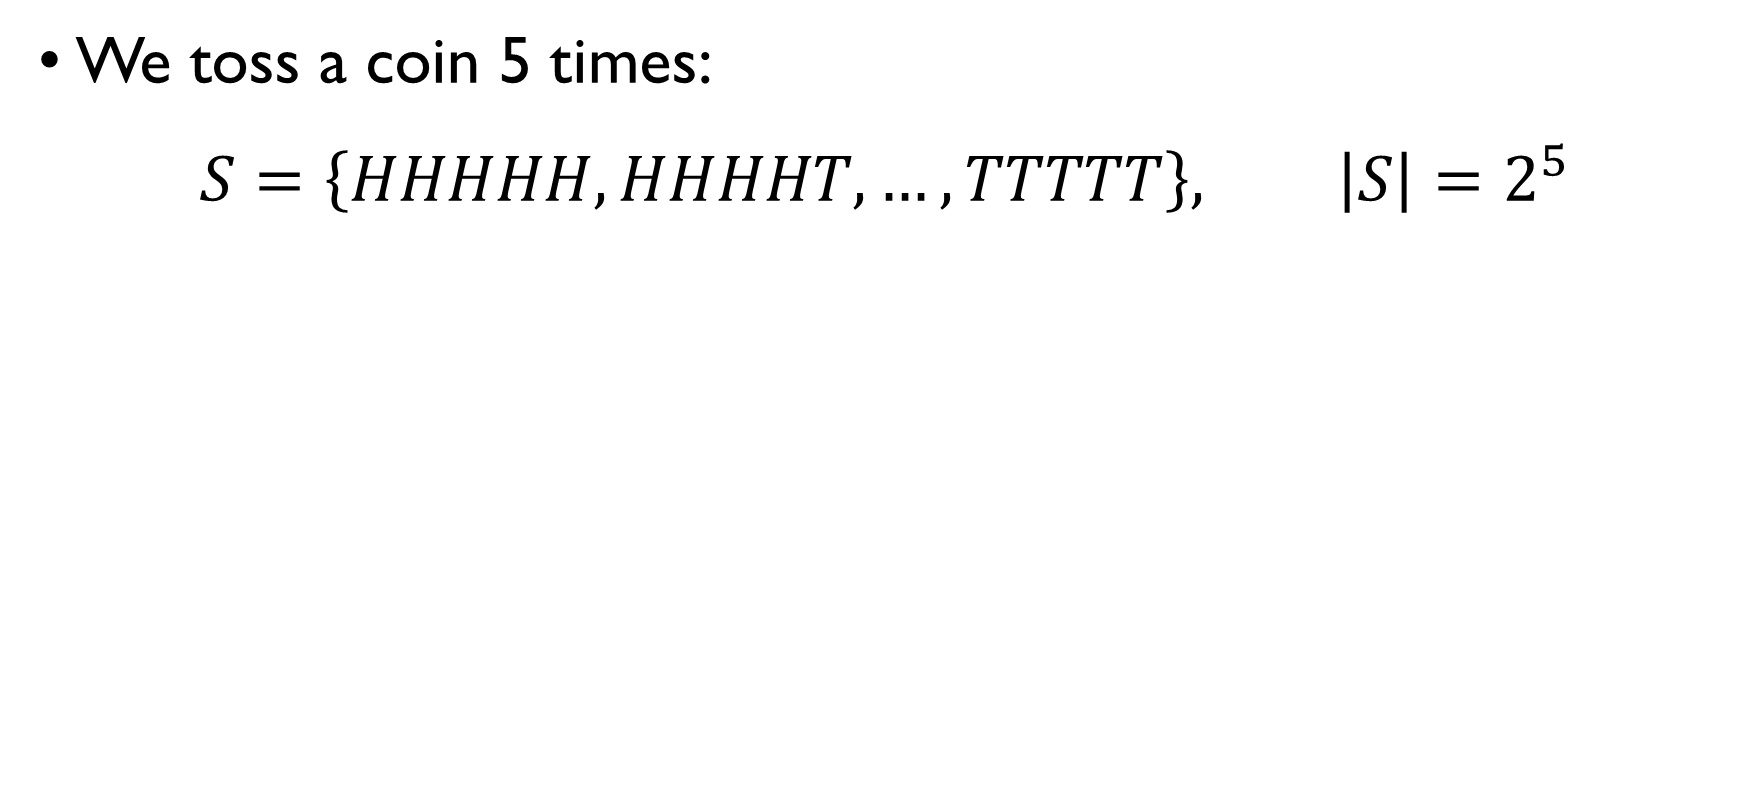 • We toss a coin 5 times:
S = {HHHHH, HHHHT, … , TTTTT}, |S| = 2⁵